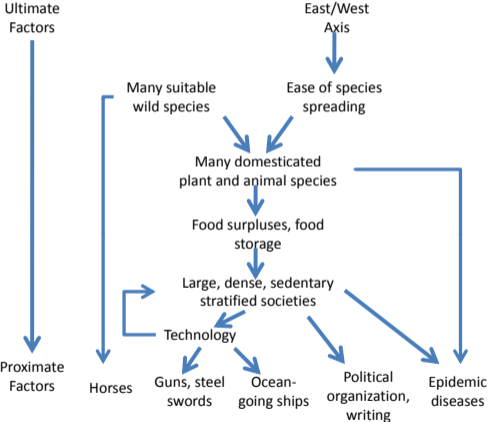 Ultimate
Factors
East/West
Axis
Many suitable
wild species
Ease of species
spreading
Many domesticated
plant and animal species
Food surpluses, food
storage
Large, dense, sedentary
stratified societies
Technology
Proximate
Factors
Horses
Guns, steel
swords
Ocean-
going ships
Political
organization,
writing
Epidemic
diseases